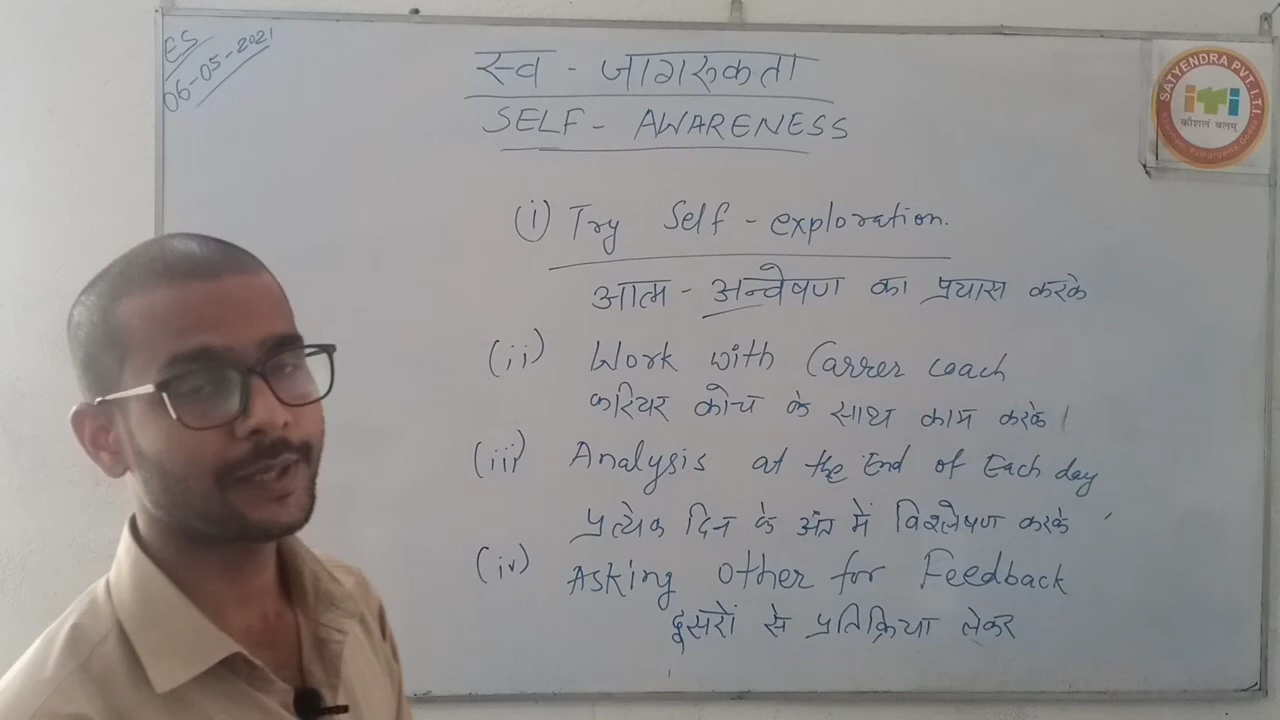 ES
06-05-2021
स्व - जागरूकता
SELF - AWARENESS
(i) Try Self - exploration.
आत्म - अन्वेषण का प्रयास करके
(ii) Work with Carrer coach
करियर कोच के साथ काम करके।
(iii) Analysis at the End of Each day
प्रत्येक दिन के अंत में विश्लेषण करके
(iv) Asking Other for Feedback
दूसरों से प्रतिक्रिया लेकर
SATYENDRA PVT. I.T.I
iTi
कौशलं बलम्